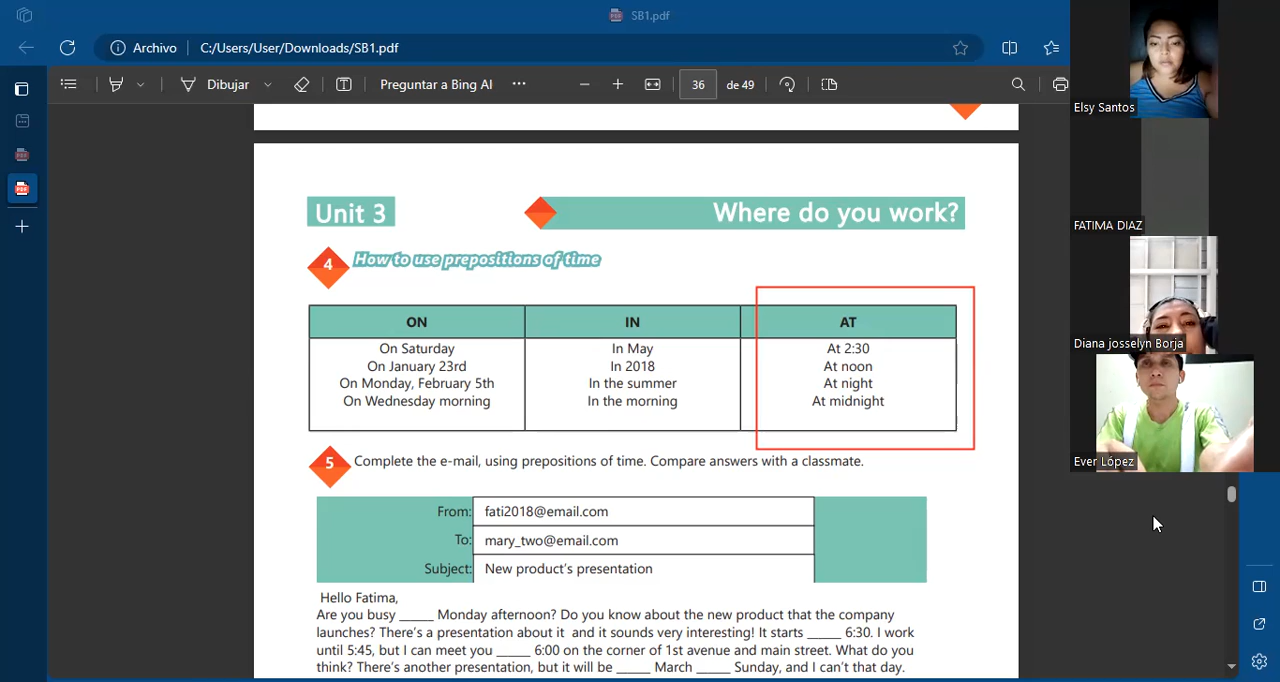 SB1.pdf
Archivo C:/Users/User/Downloads/SB1.pdf
Dibujar Preguntar a Bing AI 36 de 49
Unit 3 Where do you work?
4 How to use prepositions of time
ON IN AT
On Saturday In May At 2:30
On January 23rd In 2018 At noon
On Monday, February 5th In the summer At night
On Wednesday morning In the morning At midnight
5 Complete the e-mail, using prepositions of time. Compare answers with a classmate.
From: fati2018@email.com
To: mary_two@email.com
Subject: New product's presentation
Hello Fatima,
Are you busy _____ Monday afternoon? Do you know about the new product that the company
launches? There's a presentation about it and it sounds very interesting! It starts _____ 6:30. I work
until 5:45, but I can meet you _____ 6:00 on the corner of 1st avenue and main street. What do you
think? There's another presentation, but it will be _____ March _____ Sunday, and I can't that day.
Elsy Santos
FATIMA DIAZ
Diana josselyn Borja
Ever López